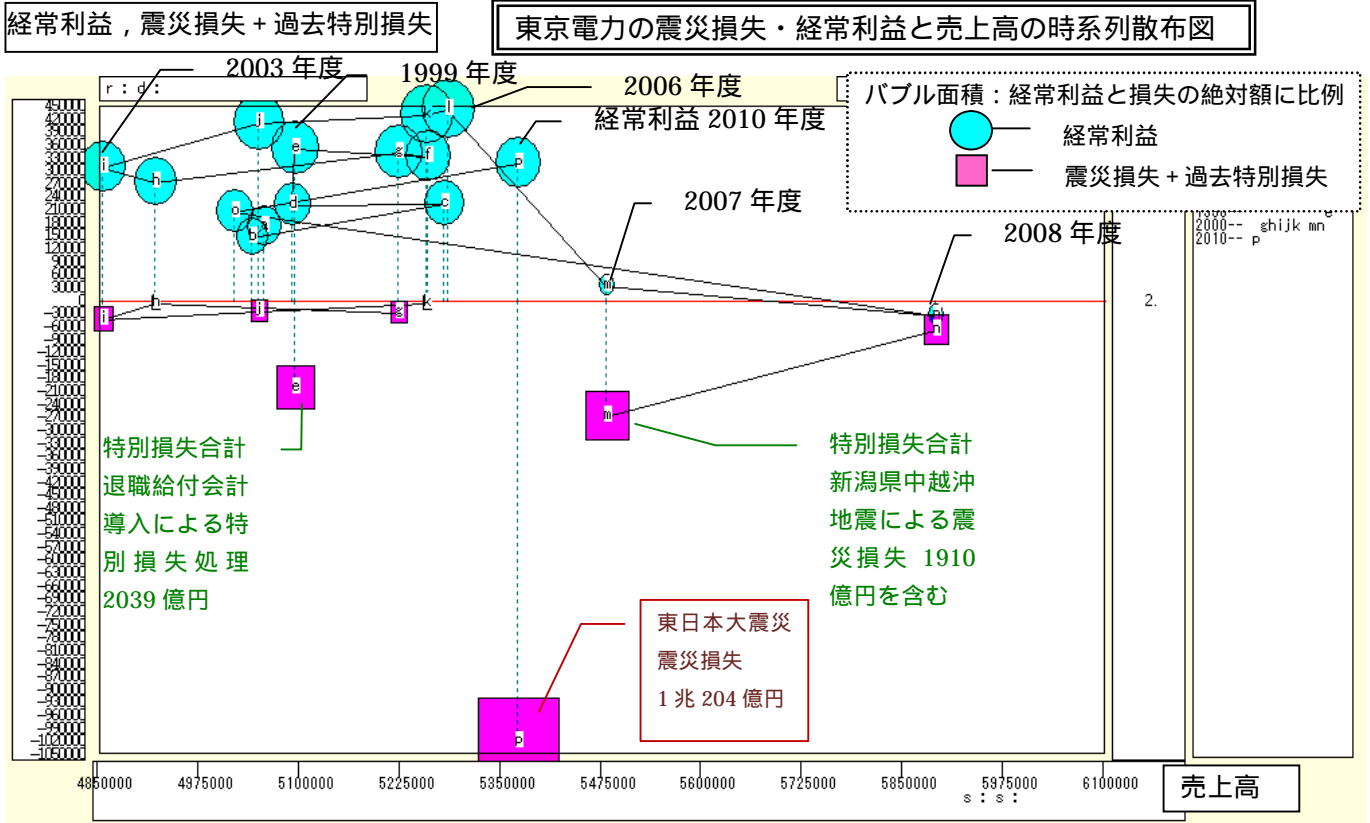 経常利益，震災損失＋過去特別損失
東京電力の震災損失・経常利益と売上高の時系列散布図
2003 年度
1999 年度
2006 年度
経常利益 2010 年度
2007 年度
2008 年度
r : d :
バブル面積：経常利益と損失の絶対額に比例
経常利益
震災損失＋過去特別損失
2000-- ghijk mn
2010-- p
2.
j
k
l
e
g
f
p
i
h
d
c
o
b
m
n
h
k
i
j
g
n
e
m
p
特別損失合計
退職給付会計
導入による特
別損失処理
2039 億円
特別損失合計
新潟県中越沖
地震による震
災損失 1910
億円を含む
東日本大震災
震災損失
1 兆 204 億円
4850000 4975000 5100000 5225000 5350000 5475000 5600000 5725000 5850000 5975000 6100000
s : s :
売上高